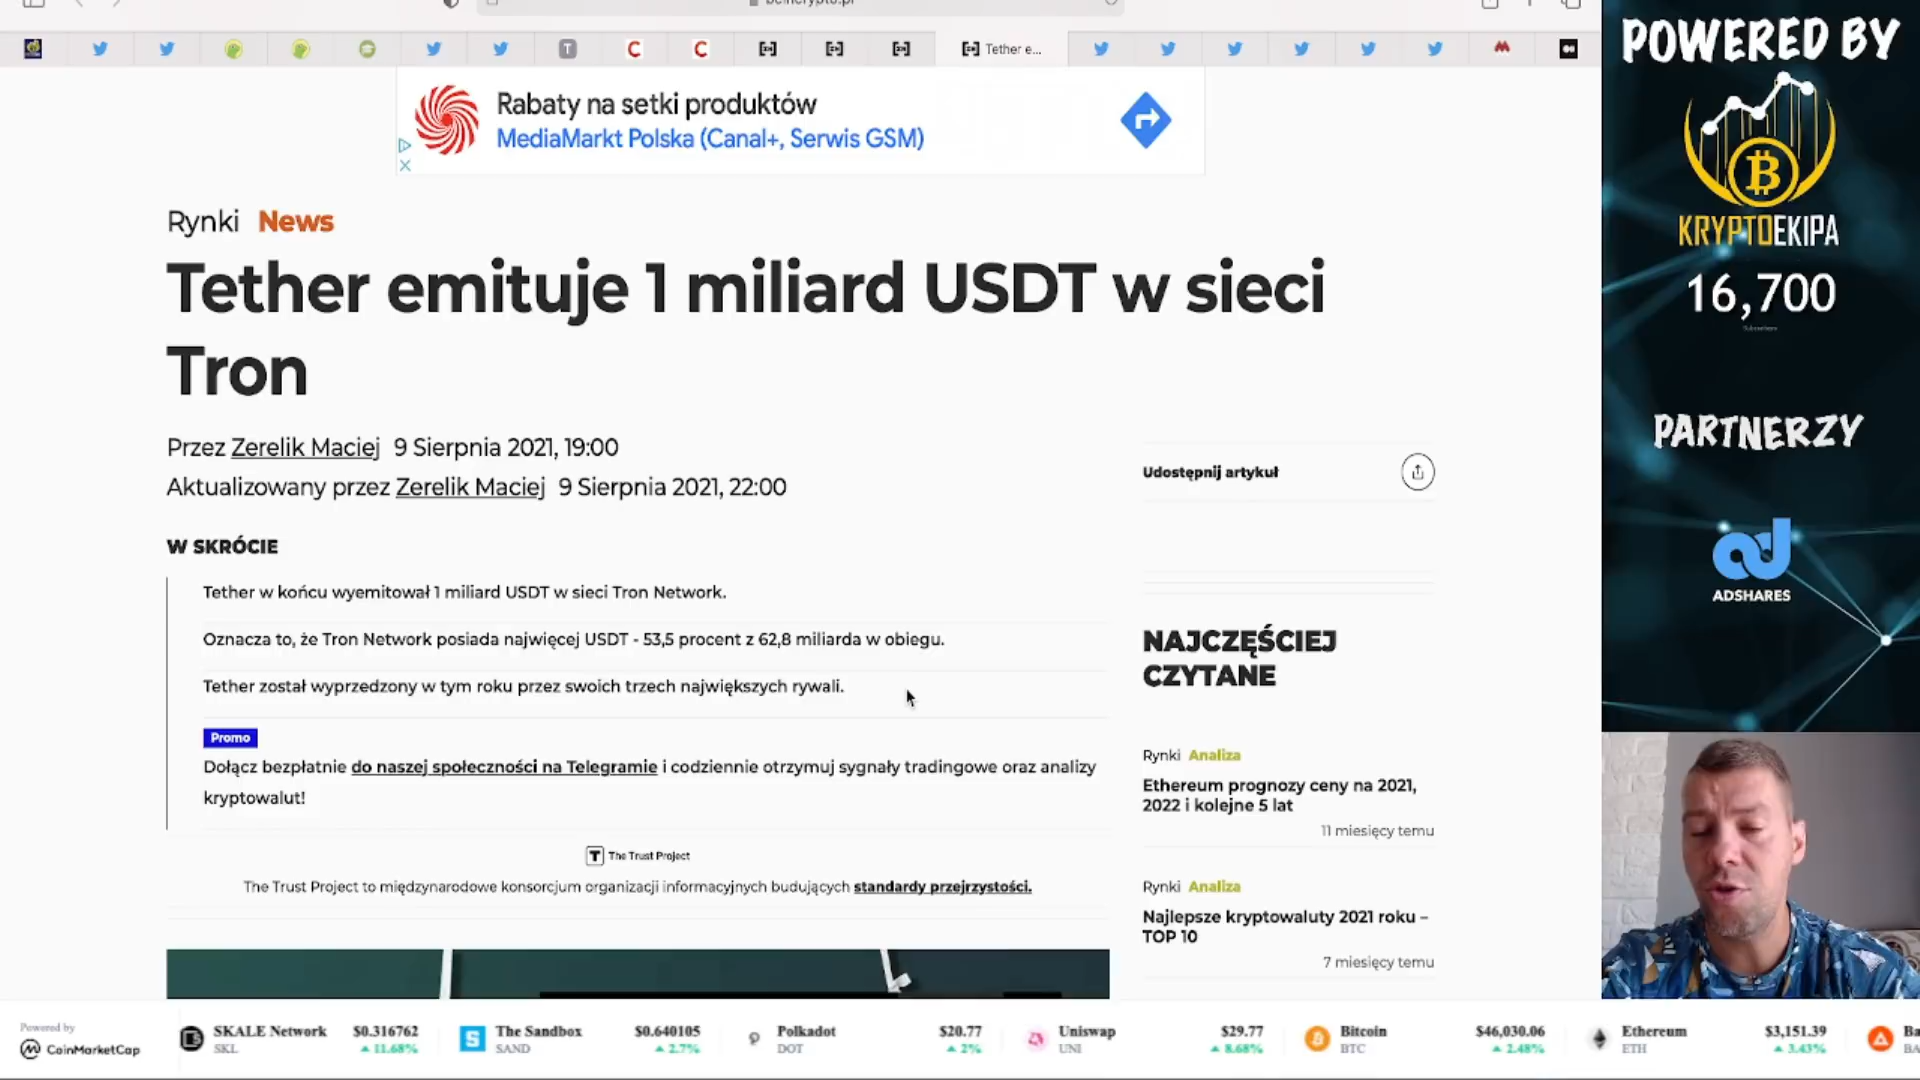 beincrypto.pl
Tether e...
Rabaty na setki produktów
MediaMarkt Polska (Canal+, Serwis GSM)
Rynki News
Tether emituje 1 miliard USDT w sieci
Tron
Przez Zerelik Maciej 9 Sierpnia 2021, 19:00
Aktualizowany przez Zerelik Maciej 9 Sierpnia 2021, 22:00
W SKRÓCIE
Tether w końcu wyemitował 1 miliard USDT w sieci Tron Network.
Oznacza to, że Tron Network posiada najwięcej USDT - 53,5 procent z 62,8 miliarda w obiegu.
Tether został wyprzedzony w tym roku przez swoich trzech największych rywali.
Promo
Dołącz bezpłatnie do naszej społeczności na Telegramie i codziennie otrzymuj sygnały tradingowe oraz analizy
kryptowalut!
The Trust Project
The Trust Project to międzynarodowe konsorcjum organizacji informacyjnych budujących standardy przejrzystości.
Udostępnij artykuł
NAJCZĘŚCIEJ
CZYTANE
Rynki Analiza
Ethereum prognozy ceny na 2021,
2022 i kolejne 5 lat
11 miesięcy temu
Rynki Analiza
Najlepsze kryptowaluty 2021 roku –
TOP 10
7 miesięcy temu
POWERED BY
KRYPTOEKIPA
16,700
Subscribers
PARTNERZY
ADSHARES
Powered by
CoinMarketCap
SKALE Network $0.316762
SKL 11.68%
The Sandbox $0.640105
SAND 2.7%
Polkadot $20.77
DOT 2%
Uniswap $29.77
UNI 8.68%
Bitcoin $46,030.06
BTC 2.48%
Ethereum $3,151.39
ETH 3.43%
Ba
BA